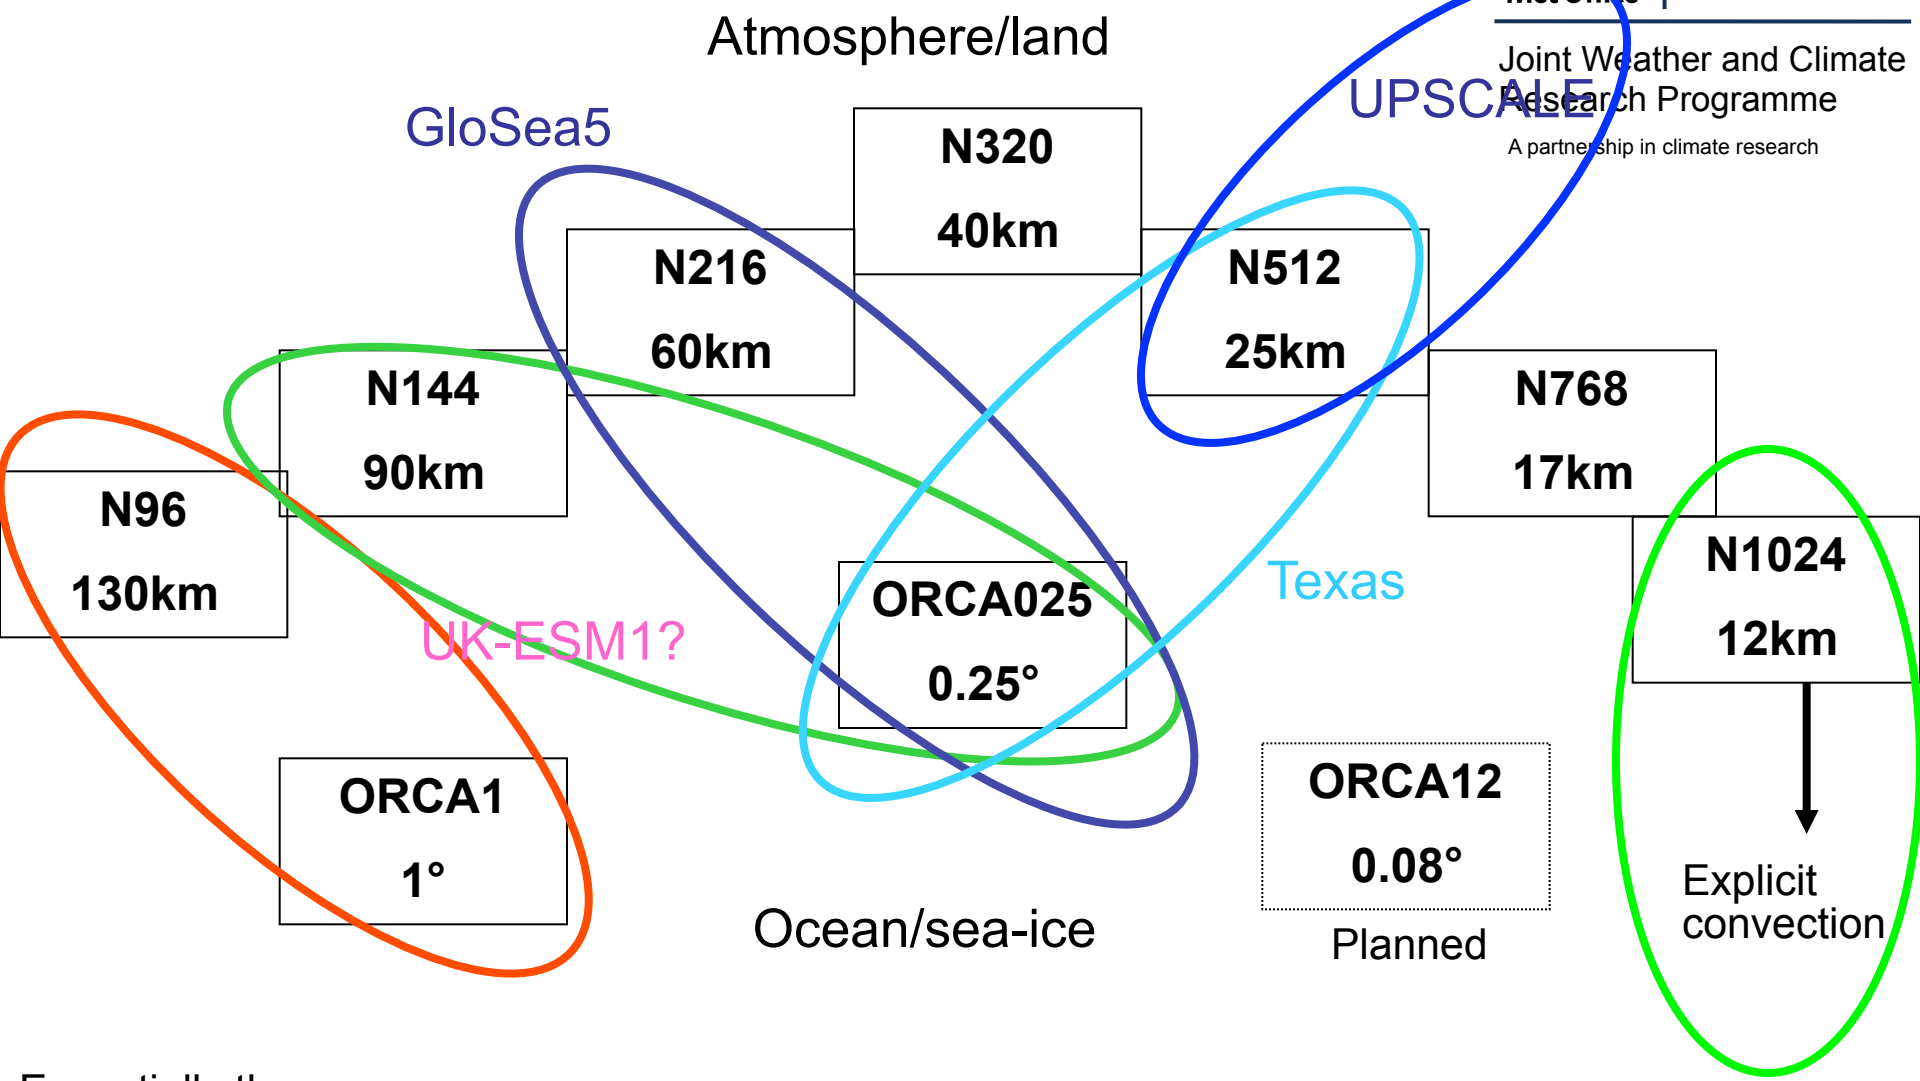 Atmosphere/land
Joint Weather and Climate
Research Programme
A partnership in climate research
UPSCALE
GloSea5
N320
40km
N216
60km
N512
25km
N144
90km
N768
17km
N96
130km
N1024
12km
ORCA025
0.25°
Texas
UK-ESM1?
ORCA1
1°
ORCA12
0.08°
Planned
Explicit
convection
Ocean/sea-ice